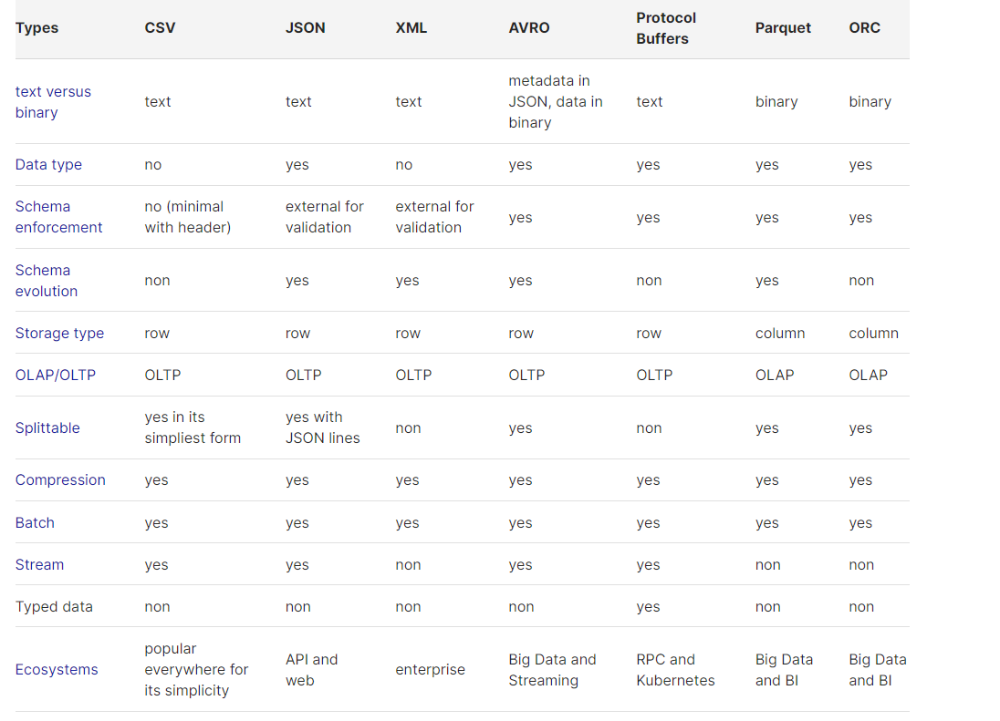 Types CSV JSON XML AVRO Protocol Buffers Parquet ORC
text versus binary text text text metadata in JSON, data in binary text binary binary
Data type no yes no yes yes yes yes
Schema enforcement no (minimal with header) external for validation external for validation yes yes yes yes
Schema evolution non yes yes yes non yes non
Storage type row row row row row column column
OLAP/OLTP OLTP OLTP OLTP OLTP OLTP OLAP OLAP
Splittable yes in its simpliest form yes with JSON lines non yes non yes yes
Compression yes yes yes yes yes yes yes
Batch yes yes yes yes yes yes yes
Stream yes yes non yes yes non non
Typed data non non non non yes non non
Ecosystems popular everywhere for its simplicity API and web enterprise Big Data and Streaming RPC and Kubernetes Big Data and BI Big Data and BI